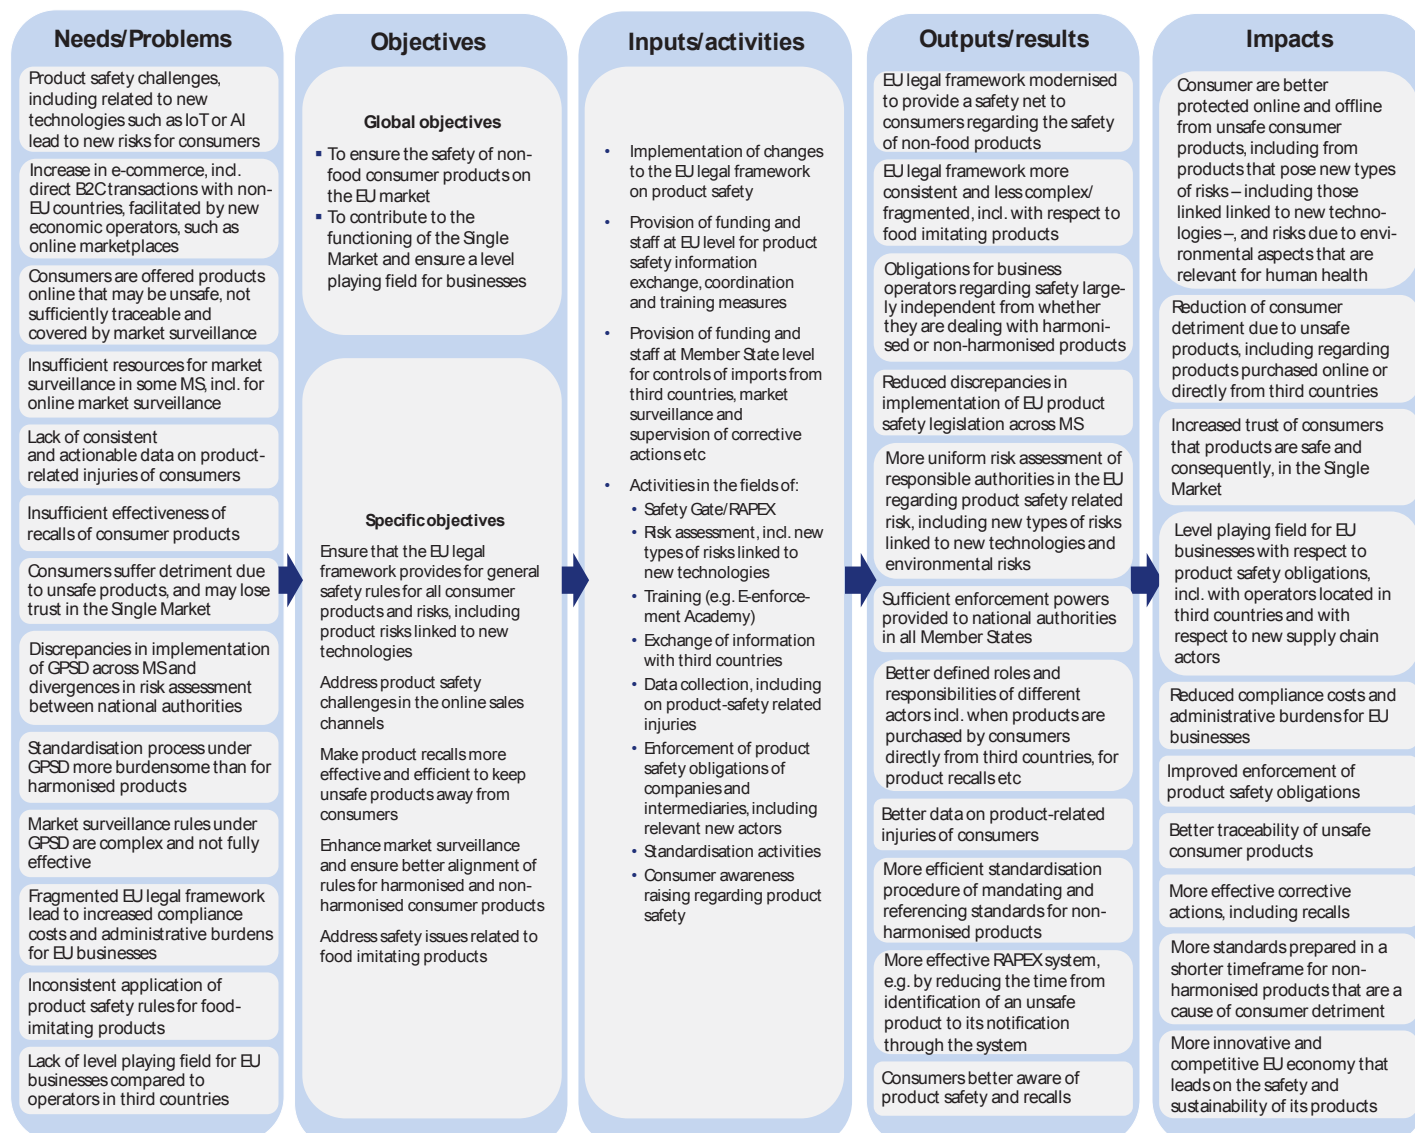 Needs/Problems
Product safety challenges,
including related to new
technologies such as IoT or AI
lead to new risks for consumers
Increase in e-commerce, incl.
direct B2C transactions with non-
EU countries, facilitated by new
economic operators, such as
online marketplaces
Consumers are offered products
online that may be unsafe, not
sufficiently traceable and
covered by market surveillance
Insufficient resources for market
surveillance in some MS, incl. for
online market surveillance
Lack of consistent
and actionable data on product-
related injuries of consumers
Insufficient effectiveness of
recalls of consumer products
Consumers suffer detriment due
to unsafe products, and may lose
trust in the Single Market
Discrepancies in implementation
of GPSD across MS and
divergences in risk assessment
between national authorities
Standardisation process under
GPSD more burdensome than for
harmonised products
Market surveillance rules under
GPSD are complex and not fully
effective
Fragmented EU legal framework
lead to increased compliance
costs and administrative burdens
for EU businesses
Inconsistent application of
product safety rules for food-
imitating products
Lack of level playing field for EU
businesses compared to
operators in third countries
Objectives
Global objectives
▪ To ensure the safety of non-
food consumer products on
the EU market
▪ To contribute to the
functioning of the Single
Market and ensure a level
playing field for businesses
Specific objectives
Ensure that the EU legal
framework provides for general
safety rules for all consumer
products and risks, including
product risks linked to new
technologies
Address product safety
challenges in the online sales
channels
Make product recalls more
effective and efficient to keep
unsafe products away from
consumers
Enhance market surveillance
and ensure better alignment of
rules for harmonised and non-
harmonised consumer products
Address safety issues related to
food imitating products
Inputs/activities
• Implementation of changes
to the EU legal framework
on product safety
• Provision of funding and
staff at EU level for product
safety information
exchange, coordination
and training measures
• Provision of funding and
staff at Member State level
for controls of imports from
third countries, market
surveillance and
supervision of corrective
actions etc
• Activities in the fields of:
• Safety Gate/RAPEX
• Risk assessment, incl. new
types of risks linked to
new technologies
• Training (e.g. E-enforce-
ment Academy)
• Exchange of information
with third countries
• Data collection, including
on product-safety related
injuries
• Enforcement of product
safety obligations of
companies and
intermediaries, including
relevant new actors
• Standardisation activities
• Consumer awareness
raising regarding product
safety
Outputs/results
EU legal framework modernised
to provide a safety net to
consumers regarding the safety
of non-food products
EU legal framework more
consistent and less complex/
fragmented, incl. with respect to
food imitating products
Obligations for business
operators regarding safety large-
ly independent from whether
they are dealing with harmoni-
sed or non-harmonised products
Reduced discrepancies in
implementation of EU product
safety legislation across MS
More uniform risk assessment of
responsible authorities in the EU
regarding product safety related
risk, including new types of risks
linked to new technologies and
environmental risks
Sufficient enforcement powers
provided to national authorities
in all Member States
Better defined roles and
responsibilities of different
actors incl. when products are
purchased by consumers
directly from third countries, for
product recalls etc
Better data on product-related
injuries of consumers
More efficient standardisation
procedure of mandating and
referencing standards for non-
harmonised products
More effective RAPEX system,
e.g. by reducing the time from
identification of an unsafe
product to its notification
through the system
Consumers better aware of
product safety and recalls
Impacts
Consumer are better
protected online and offline
from unsafe consumer
products, including from
products that pose new types
of risks – including those
linked linked to new techno-
logies –, and risks due to envi-
ronmental aspects that are
relevant for human health
Reduction of consumer
detriment due to unsafe
products, including regarding
products purchased online or
directly from third countries
Increased trust of consumers
that products are safe and
consequently, in the Single
Market
Level playing field for EU
businesses with respect to
product safety obligations,
incl. with operators located in
third countries and with
respect to new supply chain
actors
Reduced compliance costs and
administrative burdens for EU
businesses
Improved enforcement of
product safety obligations
Better traceability of unsafe
consumer products
More effective corrective
actions, including recalls
More standards prepared in a
shorter timeframe for non-
harmonised products that are a
cause of consumer detriment
More innovative and
competitive EU economy that
leads on the safety and
sustainability of its products